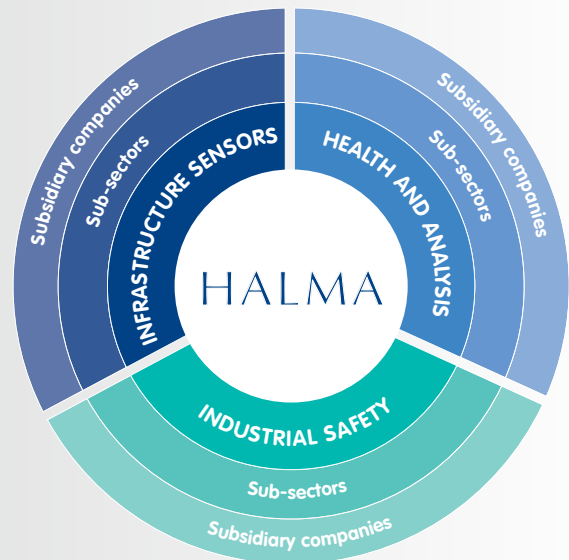 Subsidiary companies
Sub-sectors
INFRASTRUCTURE SENSORS
Subsidiary companies
Sub-sectors
HEALTH AND ANALYSIS
HALMA
INDUSTRIAL SAFETY
Sub-sectors
Subsidiary companies